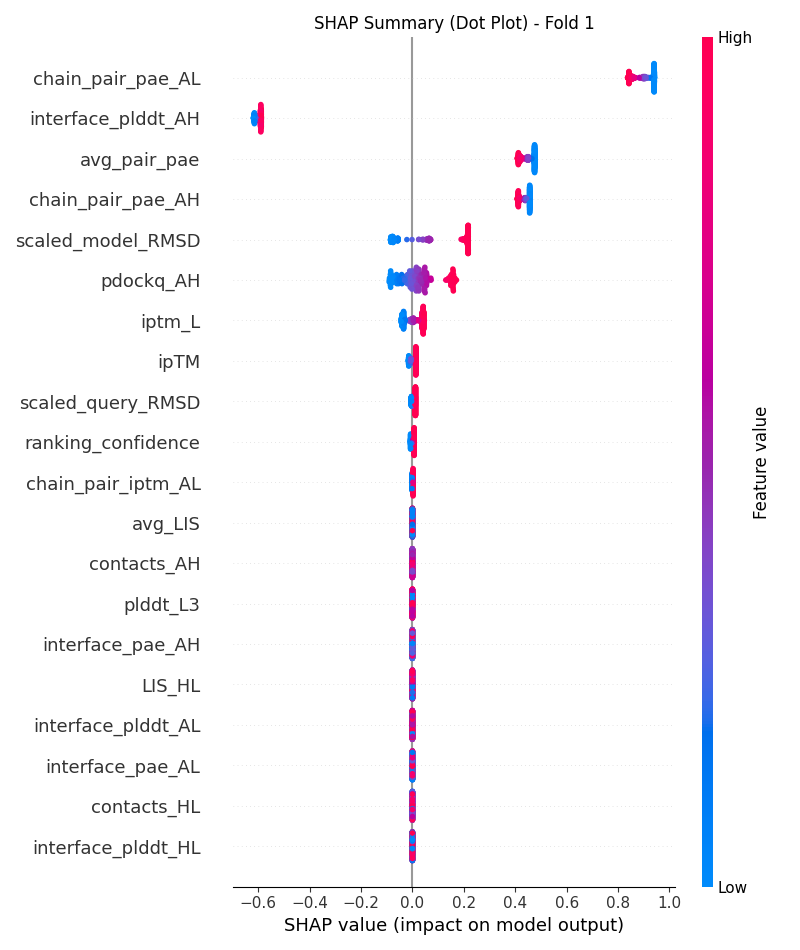 SHAP Summary (Dot Plot) - Fold 1
High
chain_pair_pae_AL
interface_plddt_AH
avg_pair_pae
chain_pair_pae_AH
scaled_model_RMSD
pdockq_AH
iptm_L
ipTM
scaled_query_RMSD
ranking_confidence
chain_pair_iptm_AL
avg_LIS
contacts_AH
plddt_L3
interface_pae_AH
LIS_HL
interface_plddt_AL
interface_pae_AL
contacts_HL
interface_plddt_HL
Feature value
Low
−0.6 −0.4 −0.2 0.0 0.2 0.4 0.6 0.8 1.0
SHAP value (impact on model output)